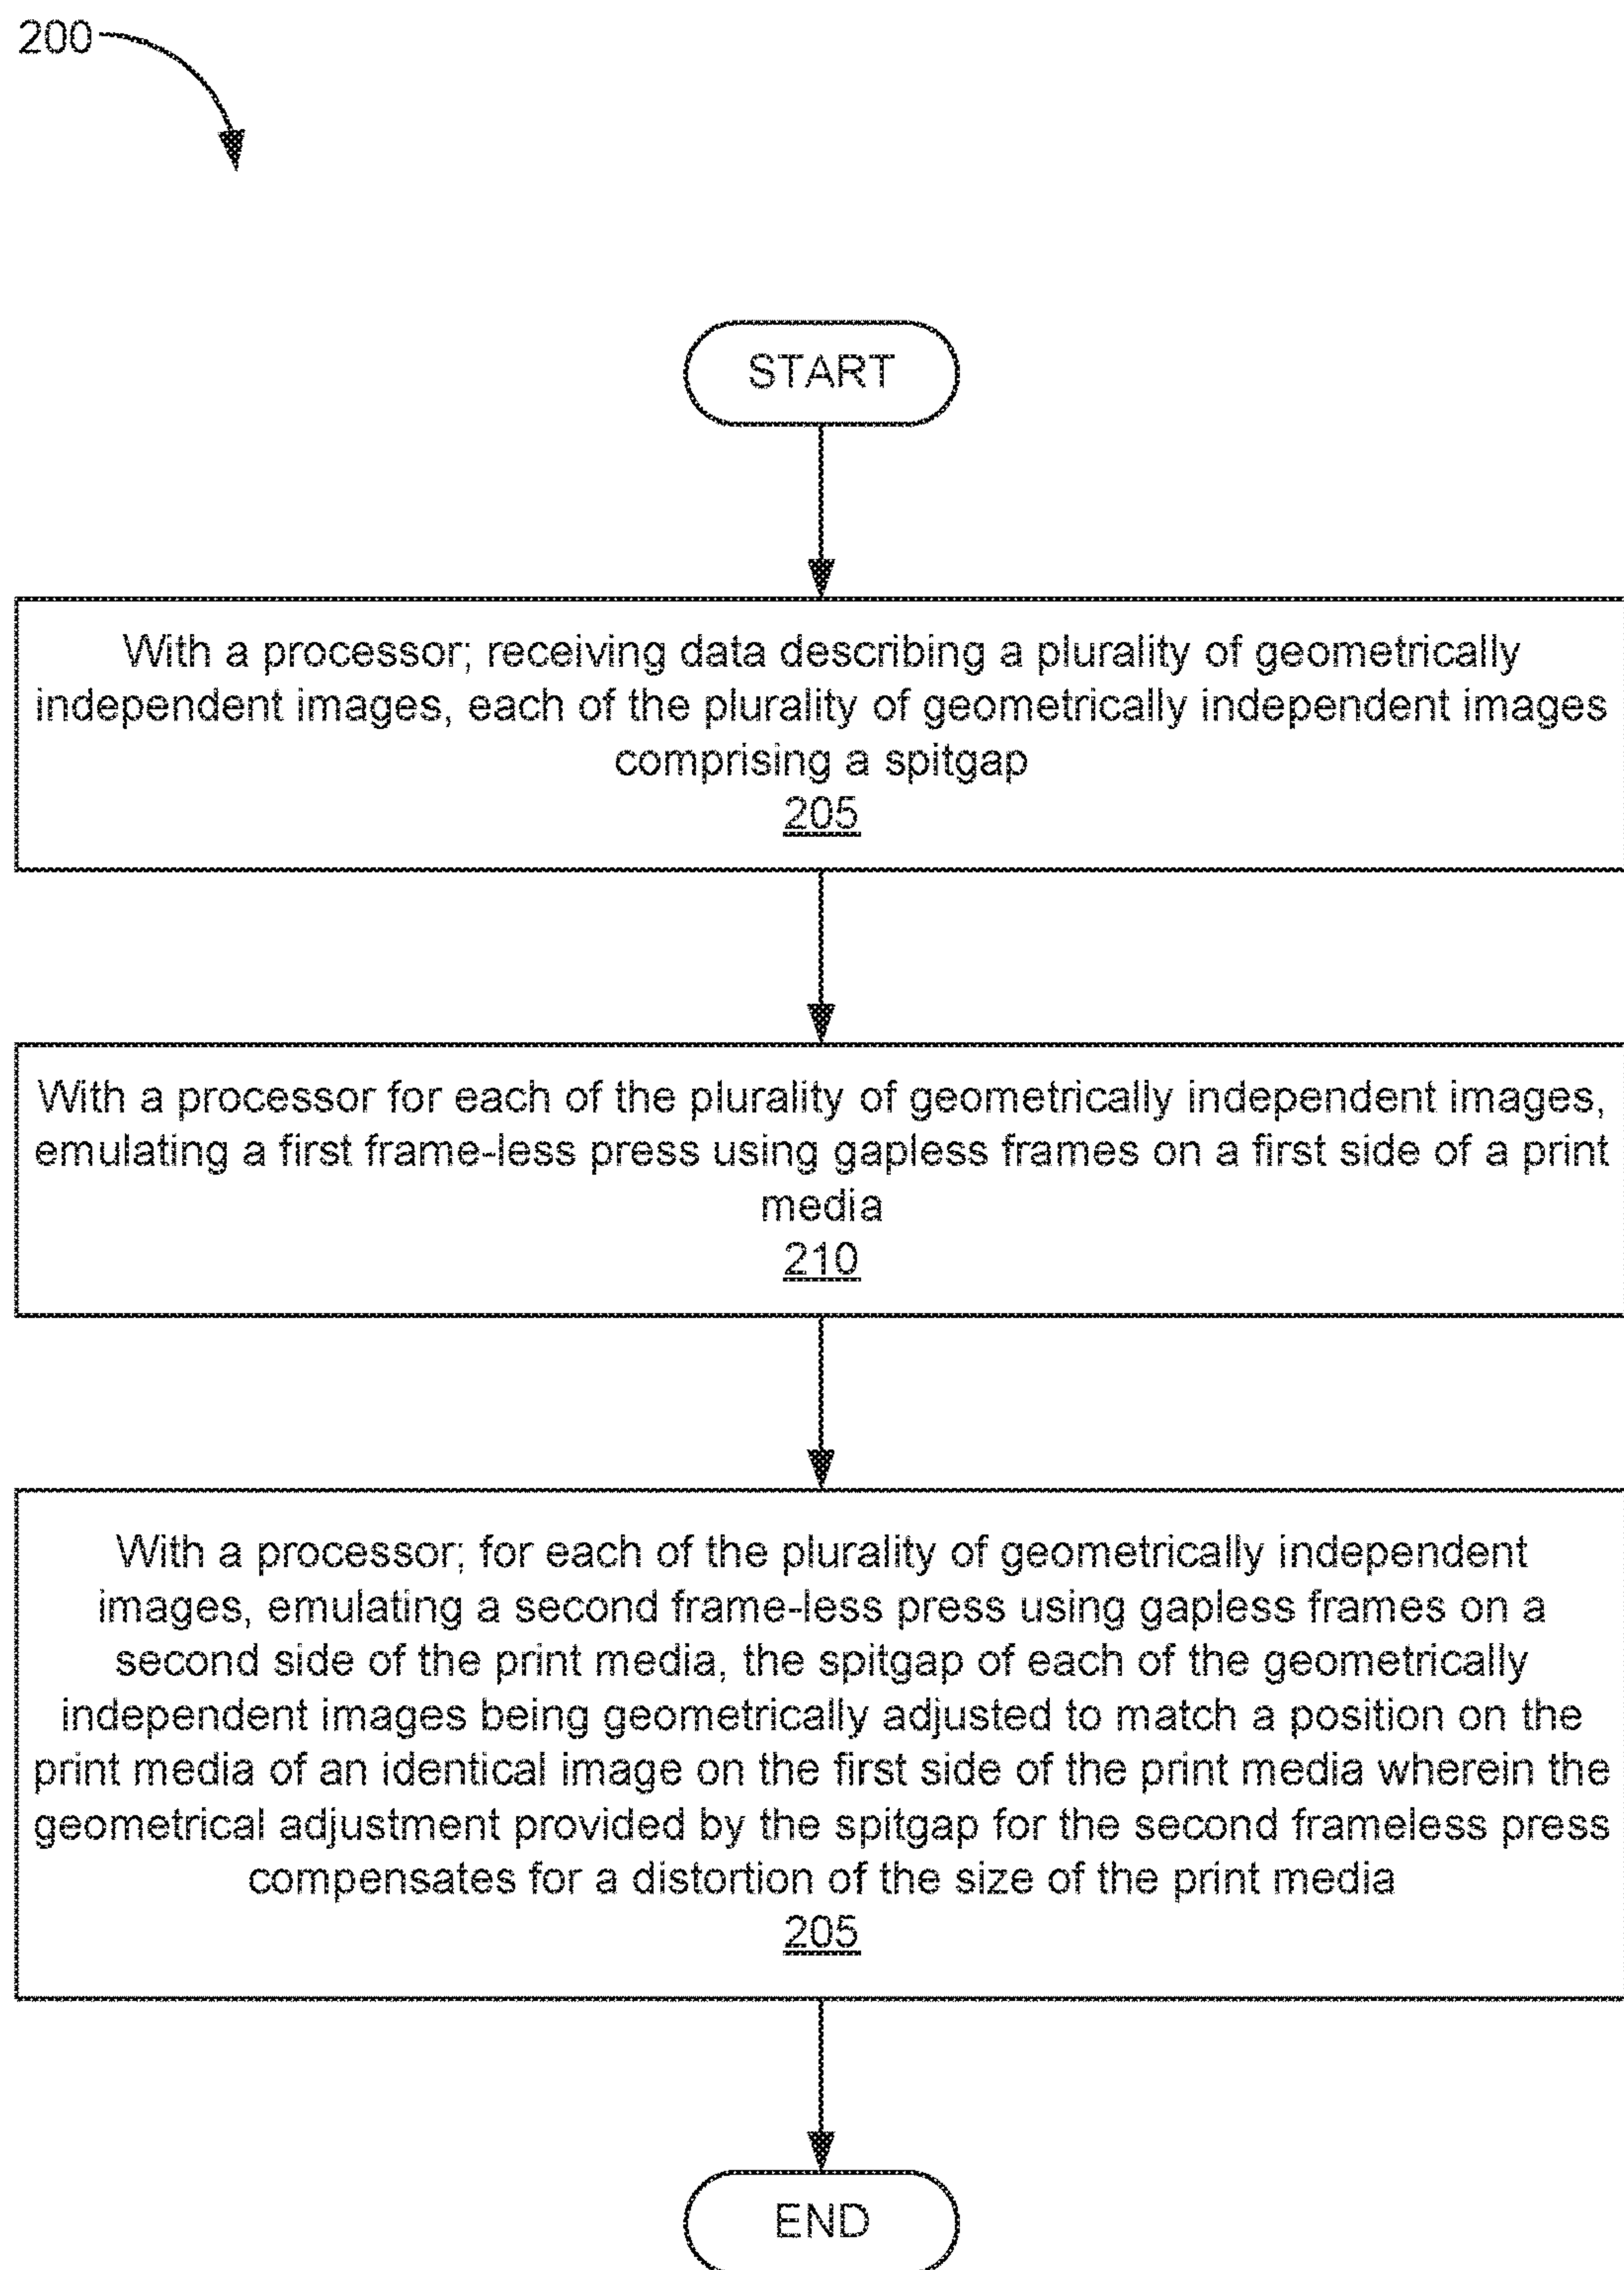 200
START
With a processor; receiving data describing a plurality of geometrically
independent images, each of the plurality of geometrically independent images
comprising a spitgap
205
With a processor for each of the plurality of geometrically independent images,
emulating a first frame-less press using gapless frames on a first side of a print
media
210
With a processor; for each of the plurality of geometrically independent
images, emulating a second frame-less press using gapless frames on a
second side of the print media, the spitgap of each of the geometrically
independent images being geometrically adjusted to match a position on the
print media of an identical image on the first side of the print media wherein the
geometrical adjustment provided by the spitgap for the second frameless press
compensates for a distortion of the size of the print media
205
END